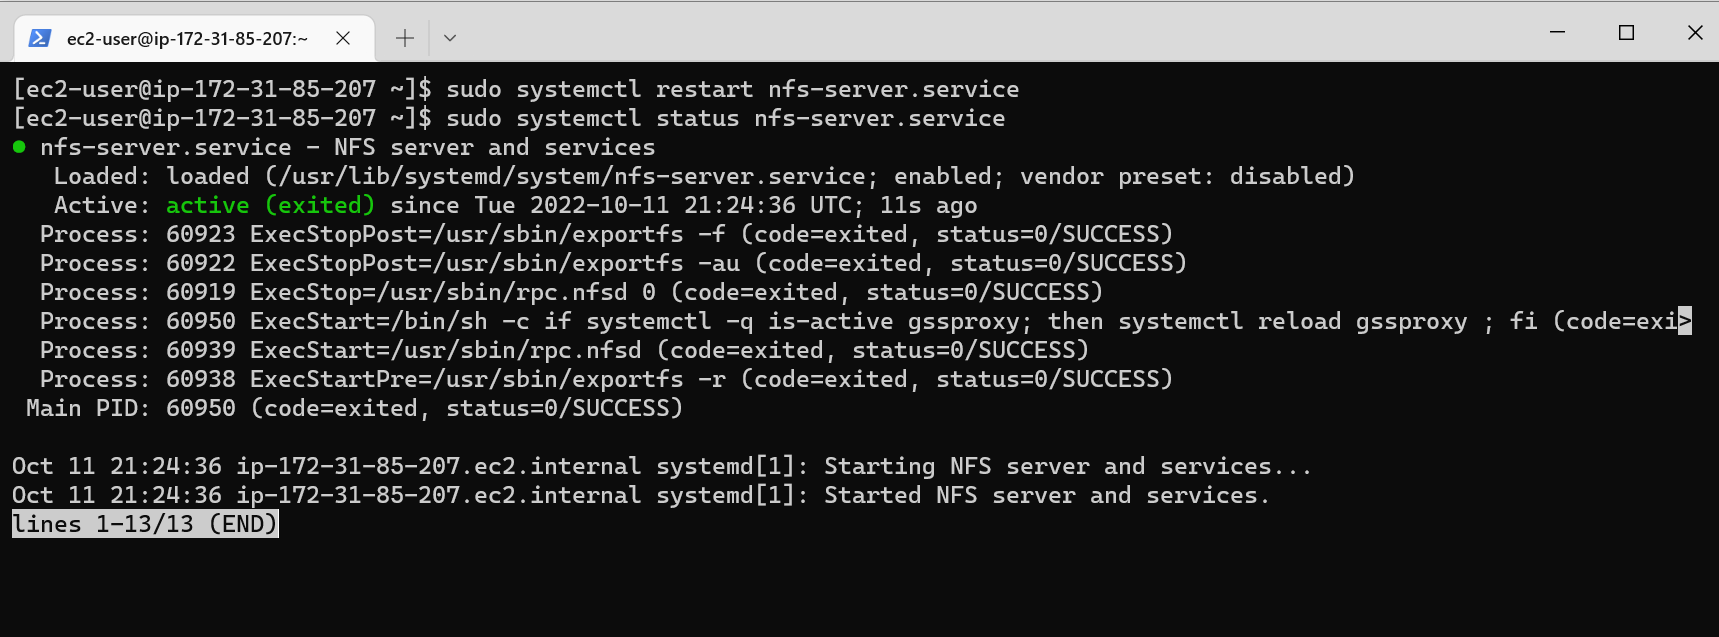 ec2-user@ip-172-31-85-207:~
[ec2-user@ip-172-31-85-207 ~]$ sudo systemctl restart nfs-server.service
[ec2-user@ip-172-31-85-207 ~]$ sudo systemctl status nfs-server.service
● nfs-server.service - NFS server and services
Loaded: loaded (/usr/lib/systemd/system/nfs-server.service; enabled; vendor preset: disabled)
Active: active (exited) since Tue 2022-10-11 21:24:36 UTC; 11s ago
Process: 60923 ExecStopPost=/usr/sbin/exportfs -f (code=exited, status=0/SUCCESS)
Process: 60922 ExecStopPost=/usr/sbin/exportfs -au (code=exited, status=0/SUCCESS)
Process: 60919 ExecStop=/usr/sbin/rpc.nfsd 0 (code=exited, status=0/SUCCESS)
Process: 60950 ExecStart=/bin/sh -c if systemctl -q is-active gssproxy; then systemctl reload gssproxy ; fi (code=exi>
Process: 60939 ExecStart=/usr/sbin/rpc.nfsd (code=exited, status=0/SUCCESS)
Process: 60938 ExecStartPre=/usr/sbin/exportfs -r (code=exited, status=0/SUCCESS)
Main PID: 60950 (code=exited, status=0/SUCCESS)
Oct 11 21:24:36 ip-172-31-85-207.ec2.internal systemd[1]: Starting NFS server and services...
Oct 11 21:24:36 ip-172-31-85-207.ec2.internal systemd[1]: Started NFS server and services.
lines 1-13/13 (END)